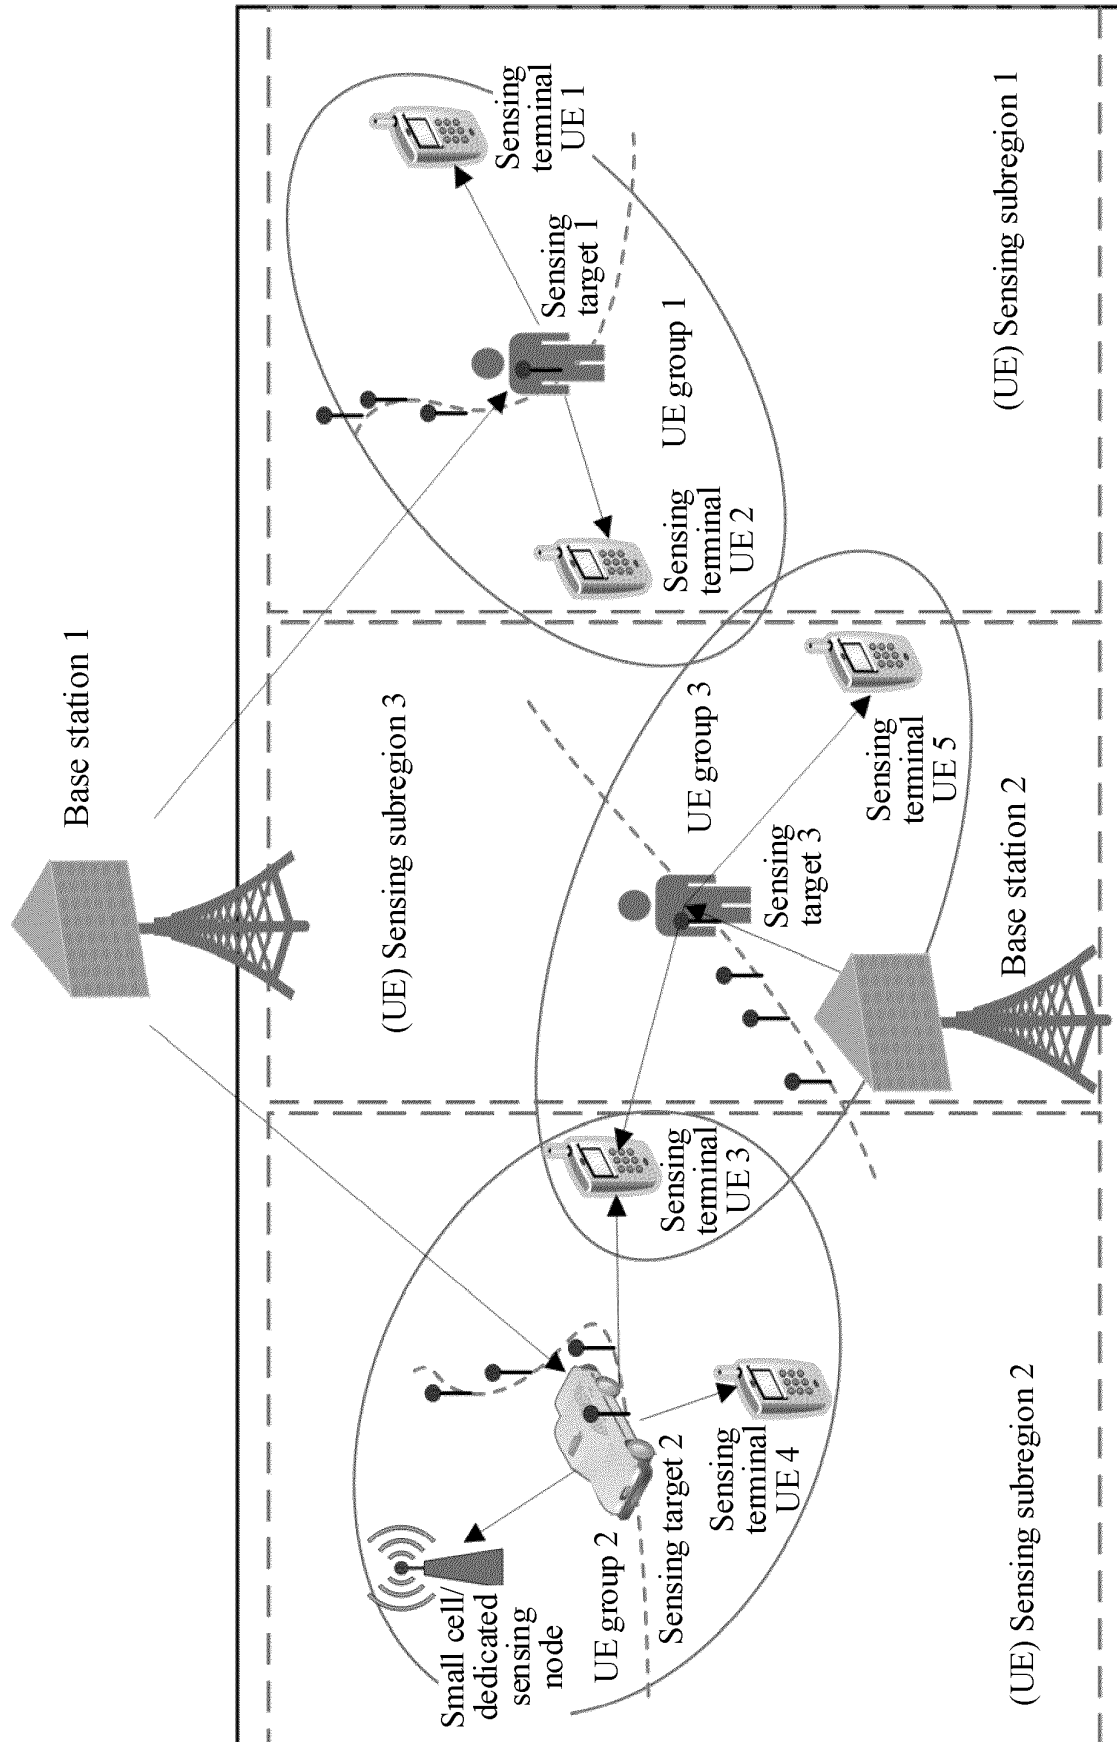 Base station 1
Small cell/
dedicated
sensing
node
UE group 2
Sensing target 2
Sensing
terminal
UE 4
(UE) Sensing subregion 2
Sensing
terminal
UE 3
(UE) Sensing subregion 3
UE group 3
Sensing
target 3
Sensing
terminal
UE 5
Base station 2
Sensing
terminal
UE 1
Sensing
target 1
UE group 1
Sensing
terminal
UE 2
(UE) Sensing subregion 1